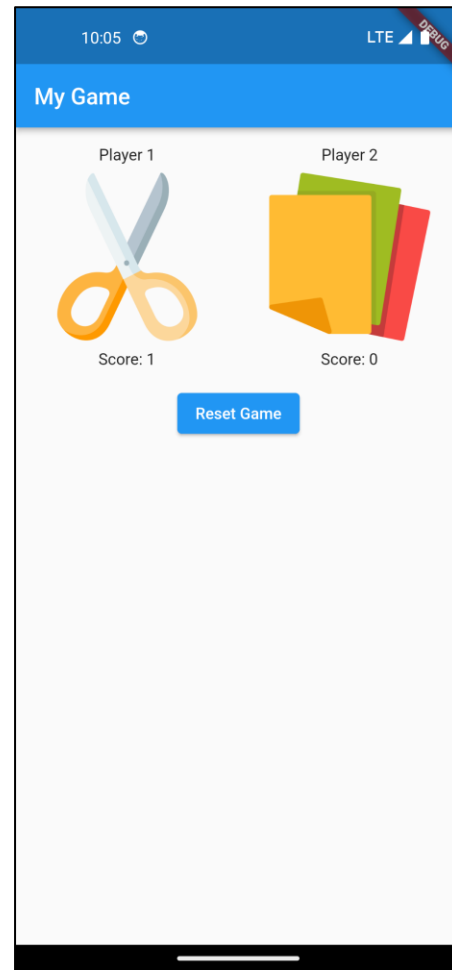 10:05
LTE
DEBUG
My Game
Player 1
Player 2
Score: 1
Score: 0
Reset Game